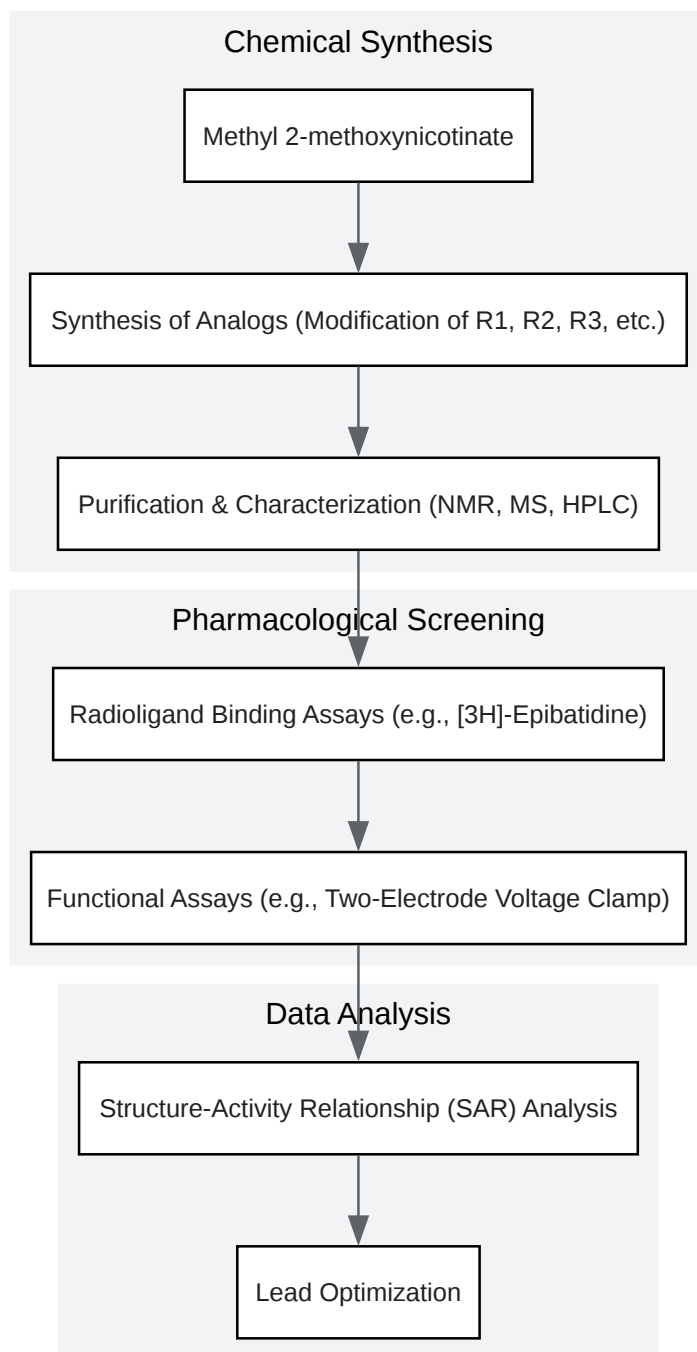 Chemical Synthesis
Methyl 2-methoxynicotinate
Synthesis of Analogs (Modification of R1, R2, R3, etc.)
Purification & Characterization (NMR, MS, HPLC)
Pharmacological Screening
Radioligand Binding Assays (e.g., [3H]-Epibatidine)
Functional Assays (e.g., Two-Electrode Voltage Clamp)
Data Analysis
Structure-Activity Relationship (SAR) Analysis
Lead Optimization